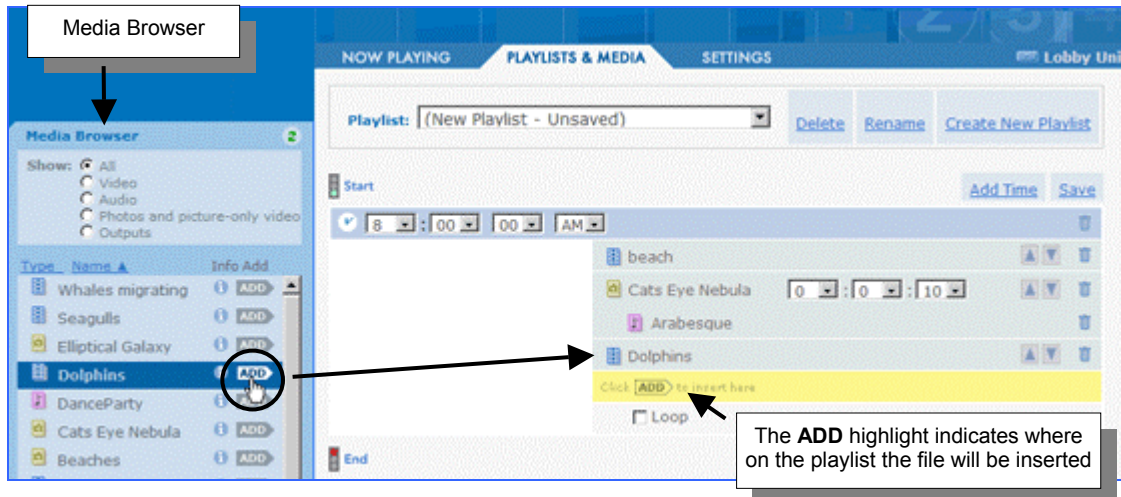 Media Browser
NOW PLAYING PLAYLISTS & MEDIA SETTINGS Lobby Uni
Playlist: (New Playlist - Unsaved) Delete Rename Create New Playlist
Media Browser 2
Show: All
Video
Audio
Photos and picture-only video
Outputs
Type Name Info Add
Whales migrating ADD
Seagulls ADD
Elliptical Galaxy ADD
Dolphins ADD
DanceParty
Cats Eye Nebula ADD
Beaches ADD
Start Add Time Save
8 : 00 00 AM
beach
Cats Eye Nebula 0 : 0 : 10
Arabesque
Dolphins
Click ADD to insert here
Loop
End
The ADD highlight indicates where
on the playlist the file will be inserted